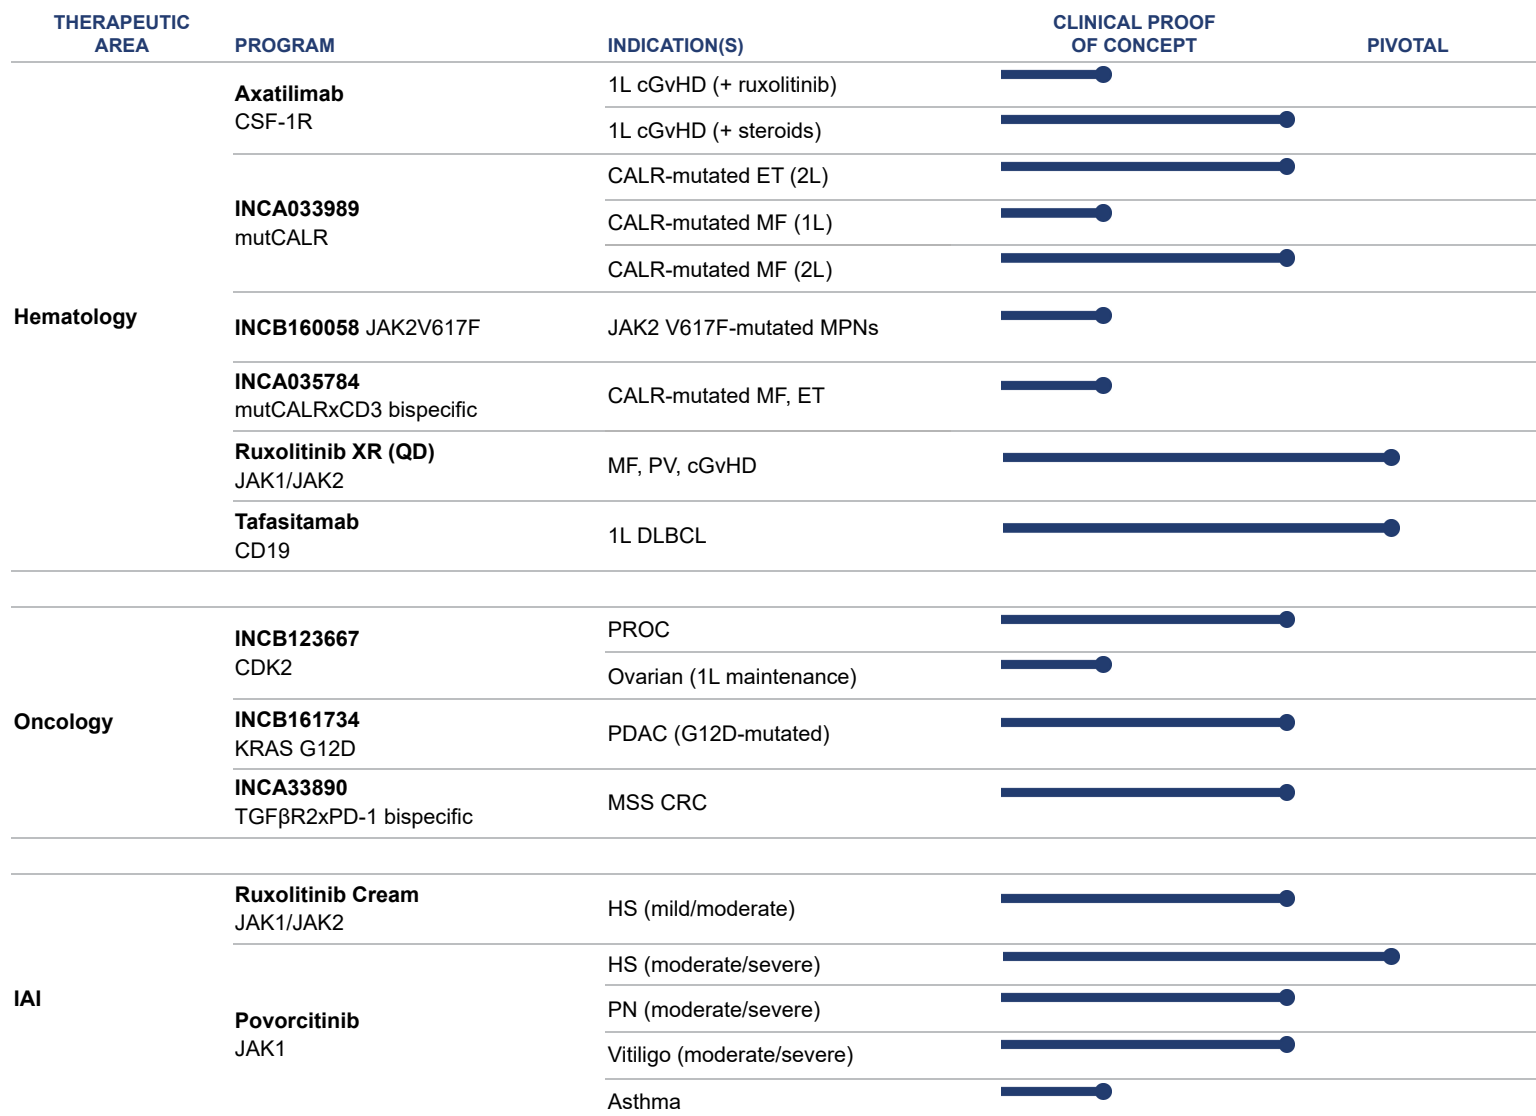 THERAPEUTIC
AREA
PROGRAM
INDICATION(S)
CLINICAL PROOF
OF CONCEPT
PIVOTAL
Hematology
Axatilimab
CSF-1R
1L cGvHD (+ ruxolitinib)
1L cGvHD (+ steroids)
INCA033989
mutCALR
CALR-mutated ET (2L)
CALR-mutated MF (1L)
CALR-mutated MF (2L)
INCB160058 JAK2V617F
JAK2 V617F-mutated MPNs
INCA035784
mutCALRxCD3 bispecific
CALR-mutated MF, ET
Ruxolitinib XR (QD)
JAK1/JAK2
MF, PV, cGvHD
Tafasitamab
CD19
1L DLBCL
Oncology
INCB123667
CDK2
PROC
Ovarian (1L maintenance)
INCB161734
KRAS G12D
PDAC (G12D-mutated)
INCA33890
TGFβR2xPD-1 bispecific
MSS CRC
IAI
Ruxolitinib Cream
JAK1/JAK2
HS (mild/moderate)
Povorcitinib
JAK1
HS (moderate/severe)
PN (moderate/severe)
Vitiligo (moderate/severe)
Asthma